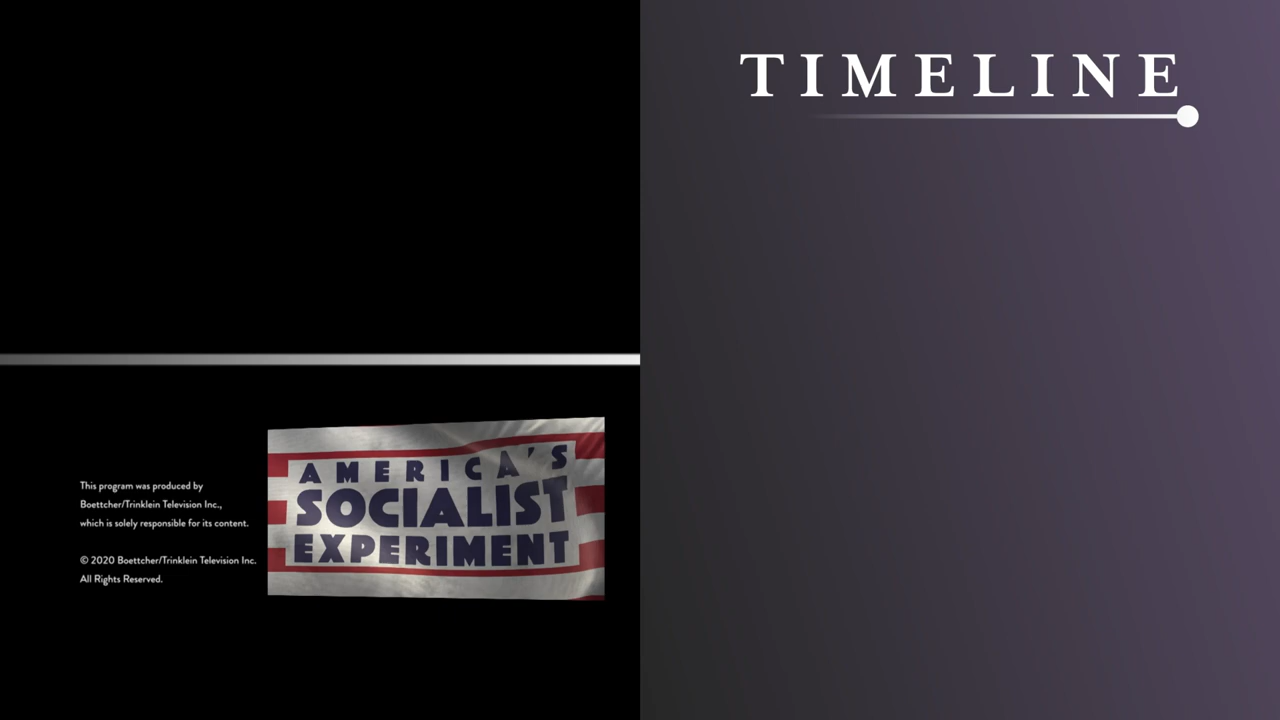 TIMELINE
This program was produced by
Boettcher/Trinklein Television Inc.,
which is solely responsible for its content.
© 2020 Boettcher/Trinklein Television Inc.
All Rights Reserved.
AMERICA'S
SOCIALIST
EXPERIMENT